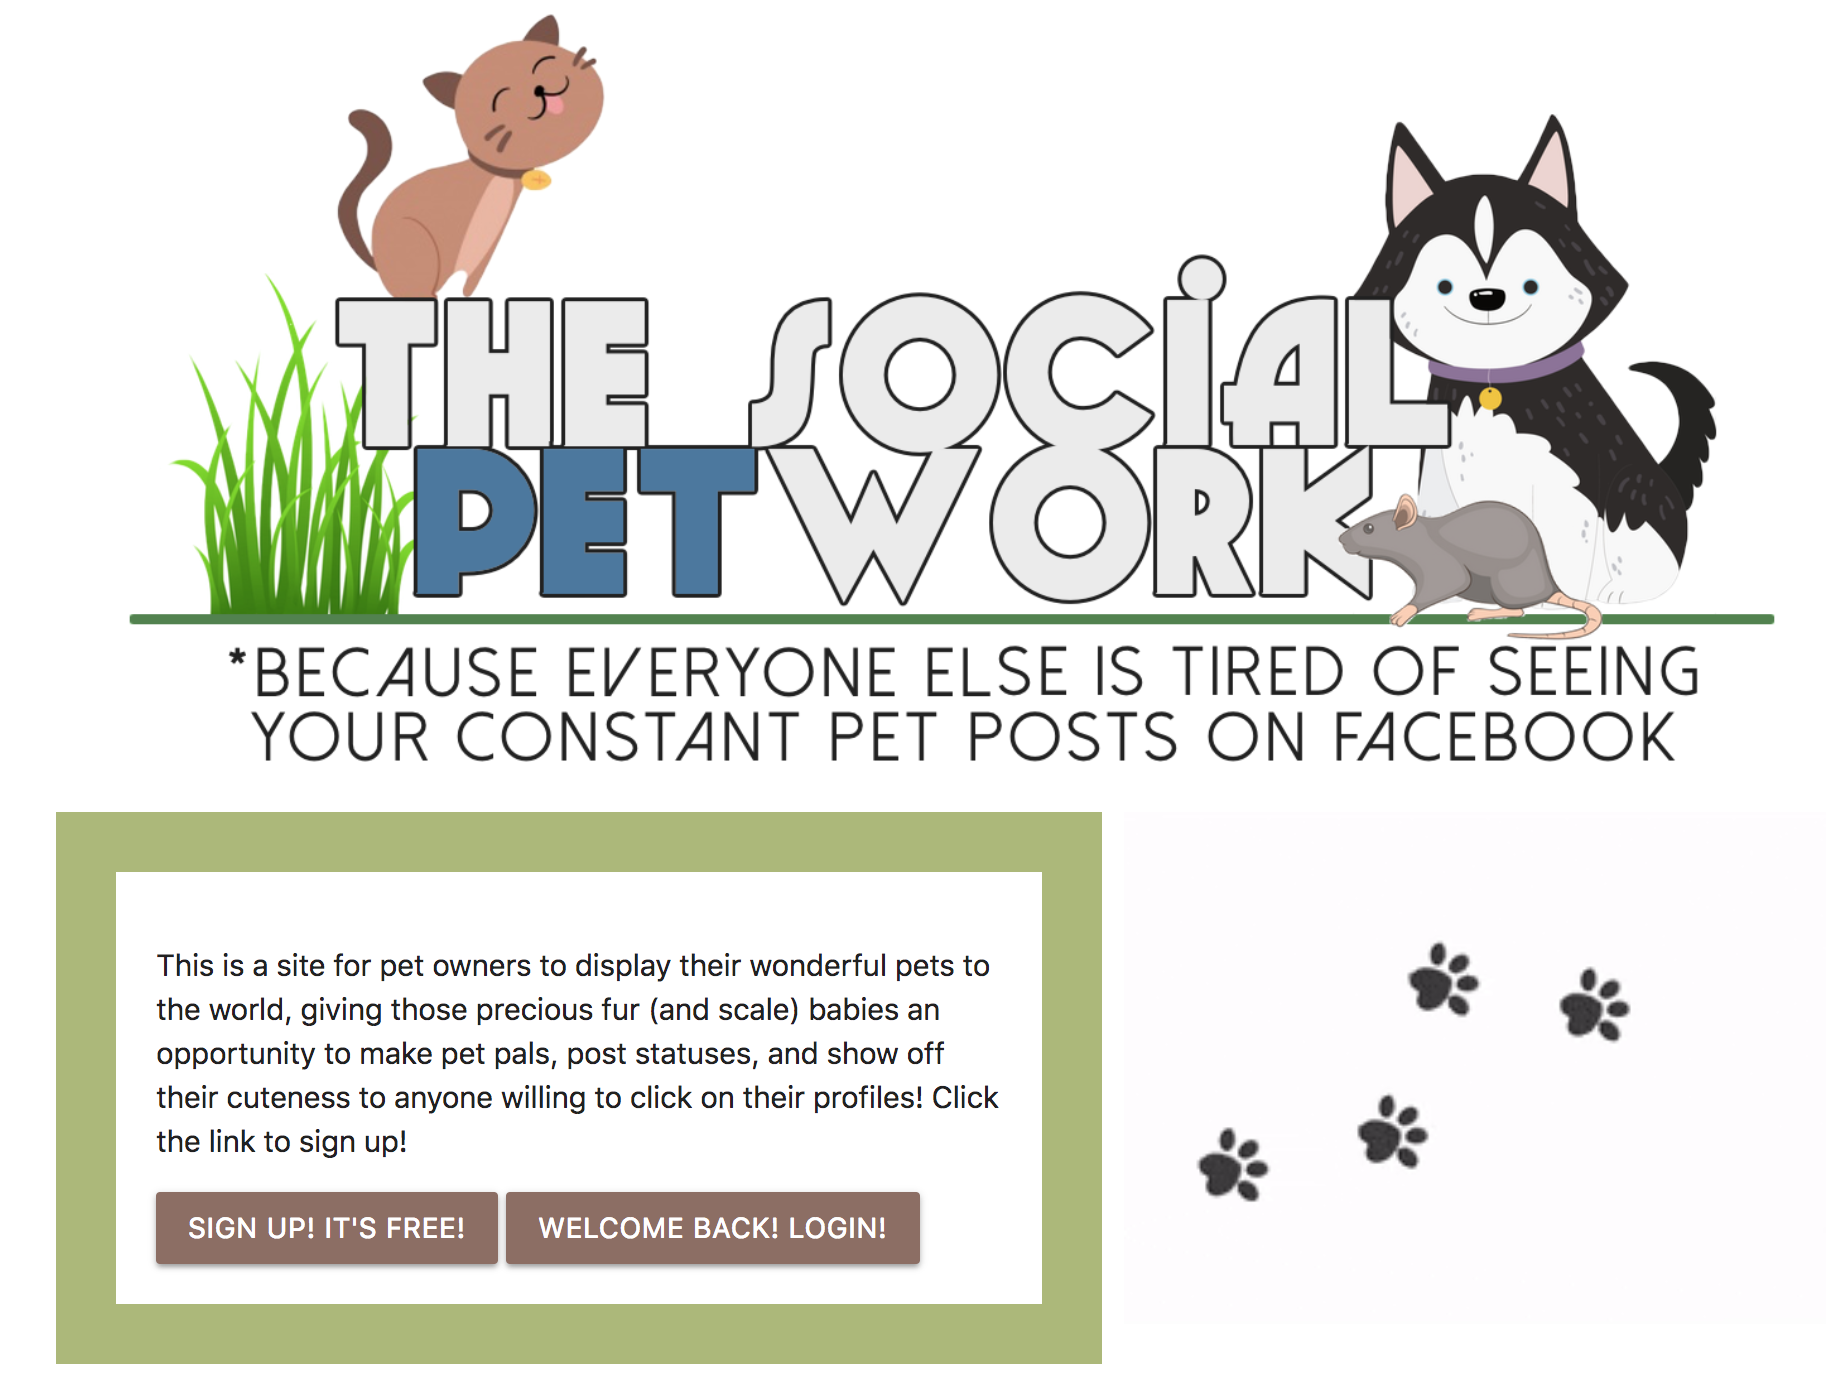 THE SOCIAL
PETWORK
*BECAUSE EVERYONE ELSE IS TIRED OF SEEING
YOUR CONSTANT PET POSTS ON FACEBOOK
This is a site for pet owners to display their wonderful pets to
the world, giving those precious fur (and scale) babies an
opportunity to make pet pals, post statuses, and show off
their cuteness to anyone willing to click on their profiles! Click
the link to sign up!
SIGN UP! IT'S FREE! WELCOME BACK! LOGIN!